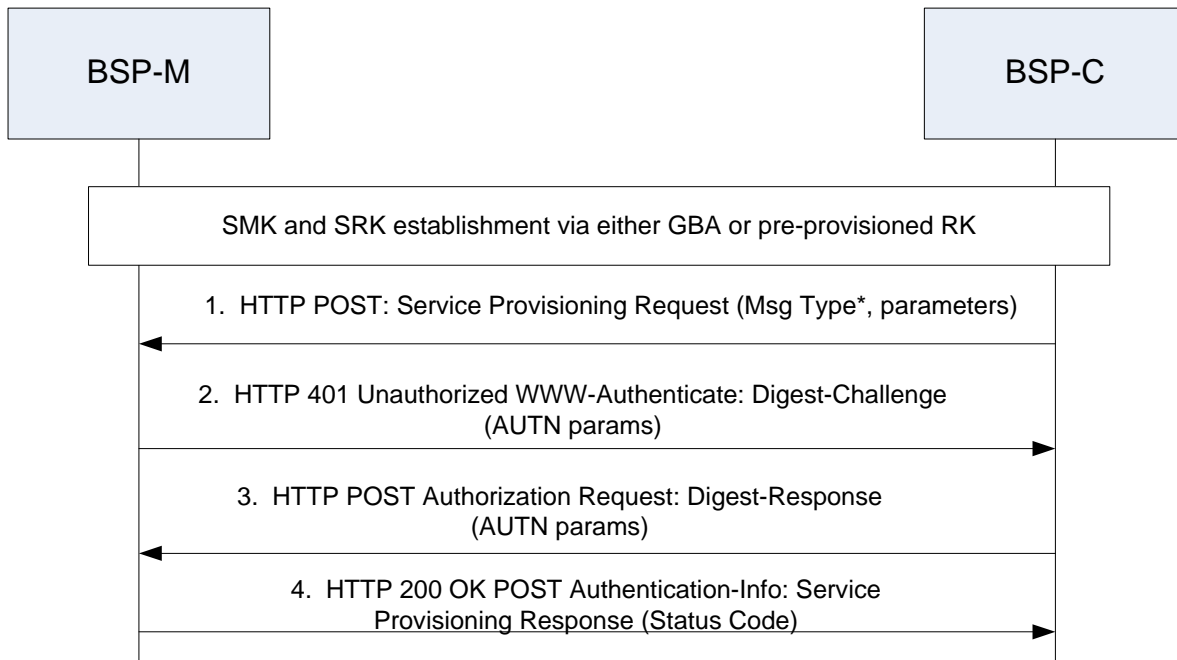 BSP-M
BSP-C
SMK and SRK establishment via either GBA or pre-provisioned RK
1. HTTP POST: Service Provisioning Request (Msg Type*, parameters)
2. HTTP 401 Unauthorized WWW-Authenticate: Digest-Challenge
(AUTN params)
3. HTTP POST Authorization Request: Digest-Response
(AUTN params)
4. HTTP 200 OK POST Authentication-Info: Service
Provisioning Response (Status Code)